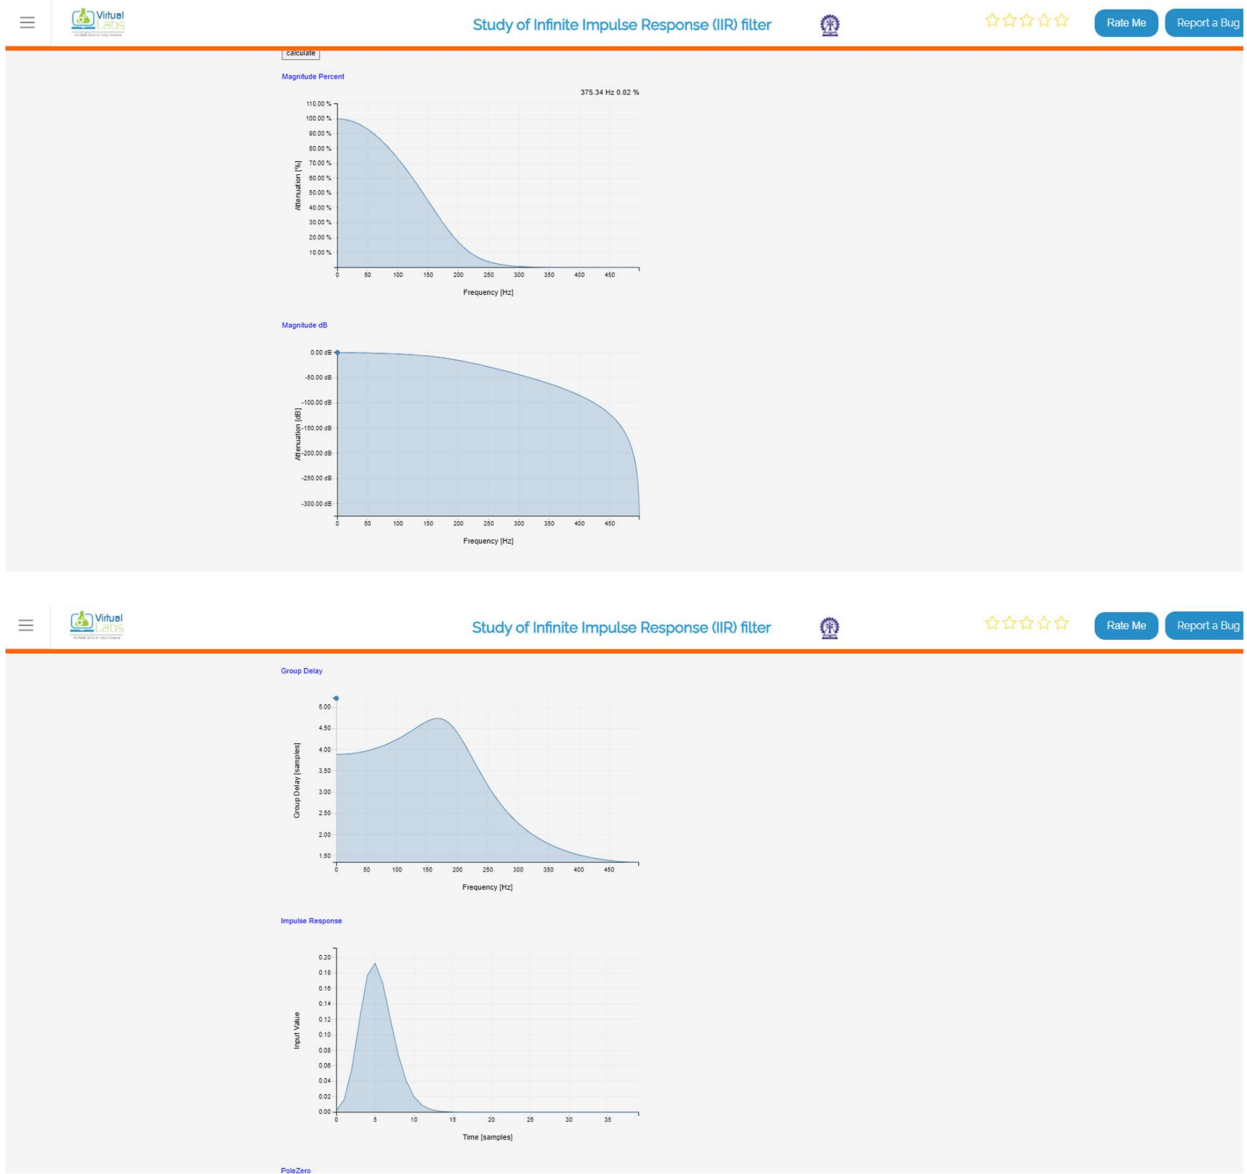 Virtual
Labs
Study of Infinite Impulse Response (IIR) filter
Rate Me
Report a Bug
calculate
Magnitude Percent
375.34 Hz 0.02 %
110.00 %
100.00 %
90.00 %
80.00 %
70.00 %
60.00 %
50.00 %
40.00 %
30.00 %
20.00 %
10.00 %
Attenuation [%]
0 50 100 150 200 250 300 350 400 450
Frequency [Hz]
Magnitude dB
0.00 dB
-50.00 dB
-100.00 dB
-150.00 dB
-200.00 dB
-250.00 dB
-300.00 dB
Attenuation [dB]
0 50 100 150 200 250 300 350 400 450
Frequency [Hz]
Virtual
Labs
Study of Infinite Impulse Response (IIR) filter
Rate Me
Report a Bug
Group Delay
5.00
4.50
4.00
3.50
3.00
2.50
2.00
1.50
Group Delay [samples]
0 50 100 150 200 250 300 350 400 450
Frequency [Hz]
Impulse Response
0.20
0.18
0.16
0.14
0.12
0.10
0.08
0.06
0.04
0.02
0.00
Input Value
0 5 10 15 20 25 30 35
Time [samples]
PoleZero